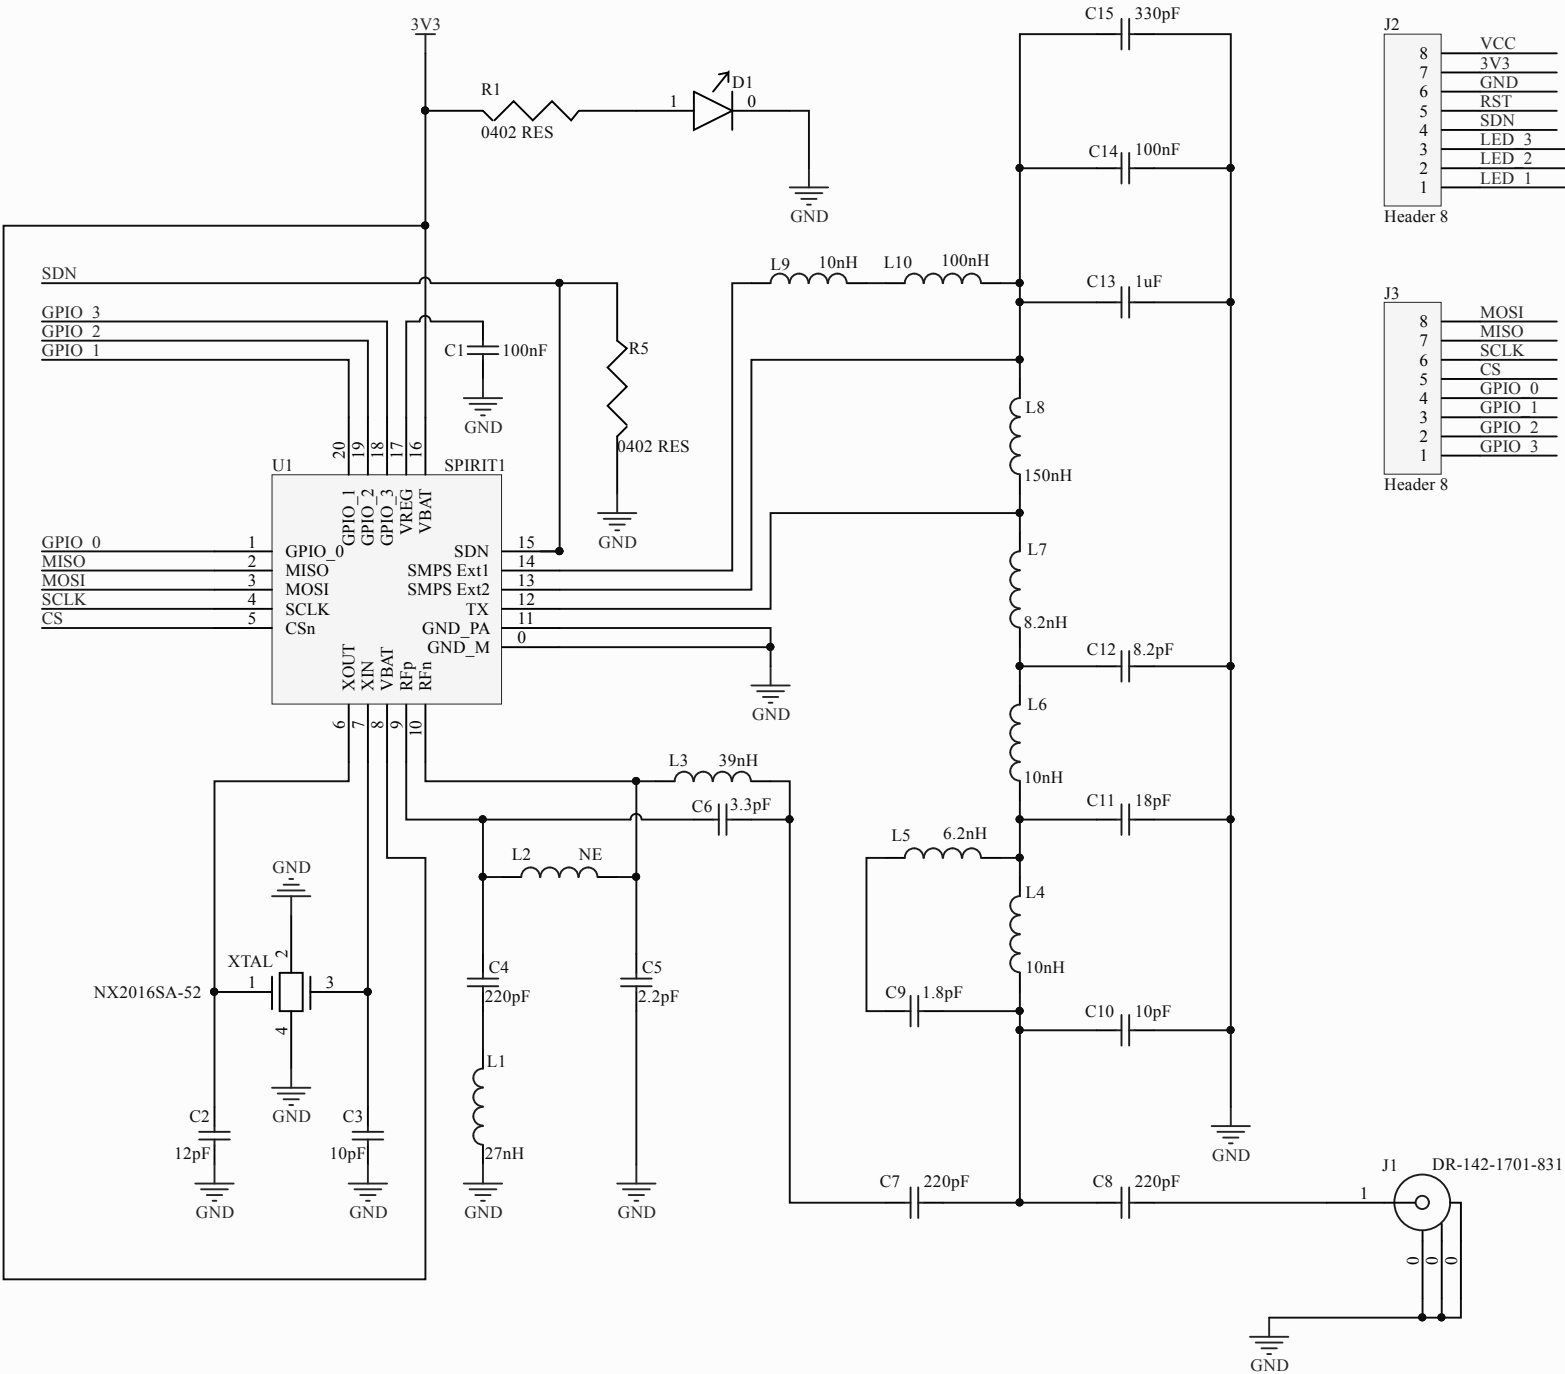 3V3
R1
0402 RES
1
D1
0
GND
C15 330pF
C14 100nF
C13 1uF
J2
8 VCC
7 3V3
6 GND
5 RST
4 SDN
3 LED_3
2 LED_2
1 LED_1
Header 8
J3
8 MOSI
7 MISO
6 SCLK
5 CS
4 GPIO_0
3 GPIO_1
2 GPIO_2
1 GPIO_3
Header 8
SDN
GPIO_3
GPIO_2
GPIO_1
C1 100nF
GND
R5
0402 RES
GND
L9 10nH
L10 100nH
L8
150nH
L7
8.2nH
C12 8.2pF
L6
10nH
C11 18pF
L5 6.2nH
L4
10nH
C9 1.8pF
C10 10pF
GND
U1
SPIRIT1
20 19 18 17 16
GPIO_1 GPIO_2 GPIO_3 VREG VBAT
GPIO_0 1 GPIO_0
MISO 2 MISO
MOSI 3 MOSI
SCLK 4 SCLK
CS 5 CSn
SDN 15
SMPS Ext1 14
SMPS Ext2 13
TX 12
GND_PA 11
GND_M 0
GND
XOUT XIN VBAT RFp RFn
6 7 8 9 10
L3 39nH
C6 3.3pF
L2 NE
GND
2
XTAL
NX2016SA-52 1 3
4
GND
C2
12pF
GND
C3
10pF
GND
C4
220pF
L1
27nH
GND
C5
2.2pF
GND
C7 220pF
C8 220pF
J1 DR-142-1701-831
1
0 0 0
GND